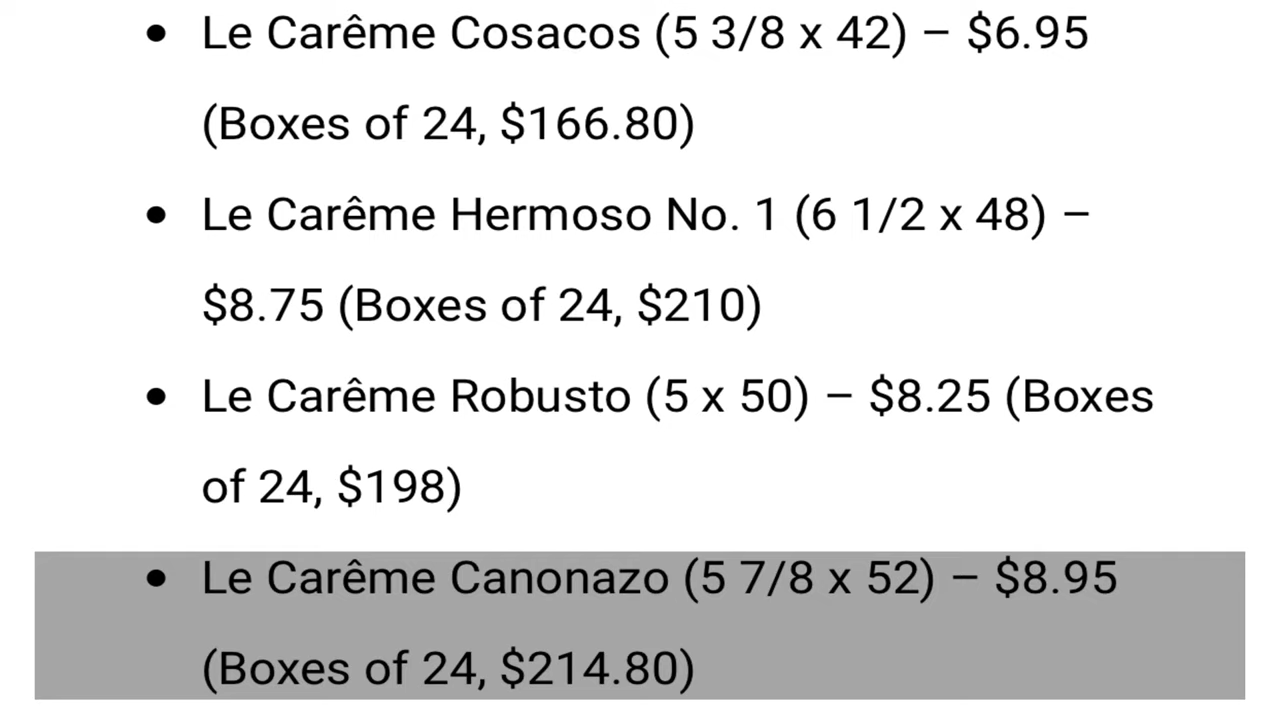 • Le Carême Cosacos (5 3/8 x 42) – $6.95
(Boxes of 24, $166.80)
• Le Carême Hermoso No. 1 (6 1/2 x 48) –
$8.75 (Boxes of 24, $210)
• Le Carême Robusto (5 x 50) – $8.25 (Boxes
of 24, $198)
• Le Carême Canonazo (5 7/8 x 52) – $8.95
(Boxes of 24, $214.80)